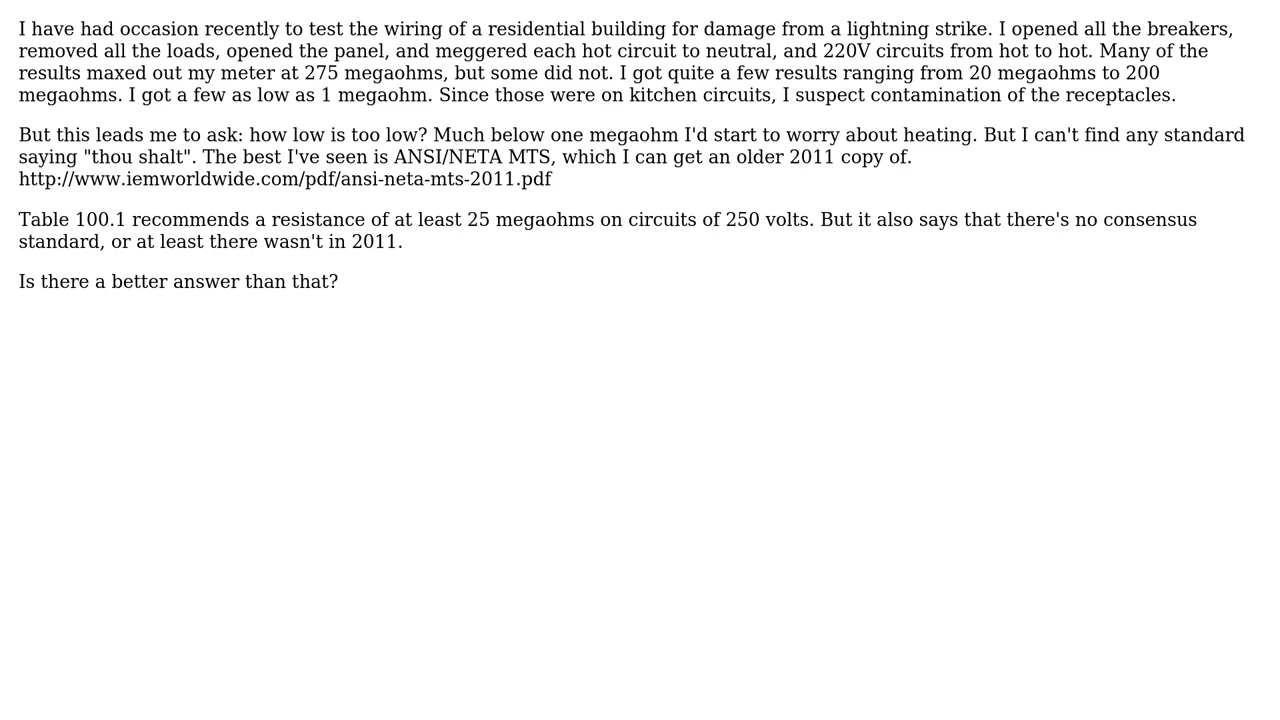 I have had occasion recently to test the wiring of a residential building for damage from a lightning strike. I opened all the breakers,
removed all the loads, opened the panel, and meggered each hot circuit to neutral, and 220V circuits from hot to hot. Many of the
results maxed out my meter at 275 megaohms, but some did not. I got quite a few results ranging from 20 megaohms to 200
megaohms. I got a few as low as 1 megaohm. Since those were on kitchen circuits, I suspect contamination of the receptacles.
But this leads me to ask: how low is too low? Much below one megaohm I'd start to worry about heating. But I can't find any standard
saying "thou shalt". The best I've seen is ANSI/NETA MTS, which I can get an older 2011 copy of.
http://www.iemworldwide.com/pdf/ansi-neta-mts-2011.pdf
Table 100.1 recommends a resistance of at least 25 megaohms on circuits of 250 volts. But it also says that there's no consensus
standard, or at least there wasn't in 2011.
Is there a better answer than that?